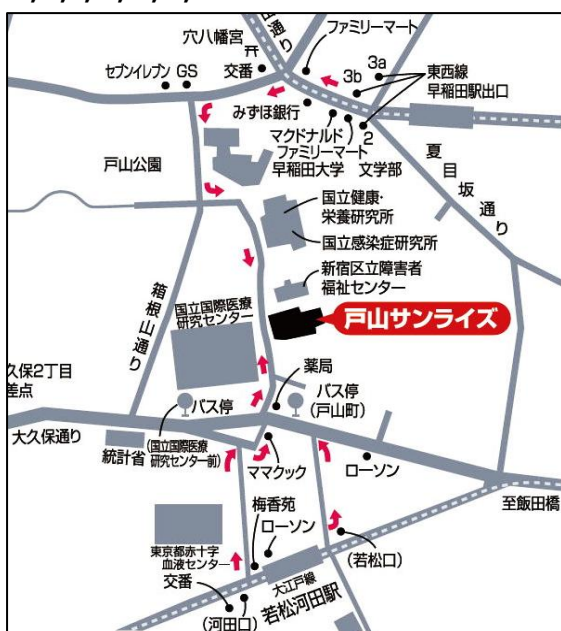 穴八幡宮
山通り
ファミリーマート
セブンイレブン GS
交番
3b
3a
東西線
早稲田駅出口
みずほ銀行
マクドナルド
2
ファミリーマート
早稲田大学 文学部
戸山公園
夏目坂通り
国立健康・
栄養研究所
国立感染症研究所
新宿区立障害者
福祉センター
箱根山通り
国立国際医療
研究センター
戸山サンライズ
久保2丁目
差点
薬局
バス停
バス停
(戸山町)
大久保通り
統計省
(国立国際医療
研究センター前)
ママクック
ローソン
至飯田橋
梅香苑
ローソン
東京都赤十字
血液センター
(若松口)
交番
大江戸線
若松河田駅
(河田口)